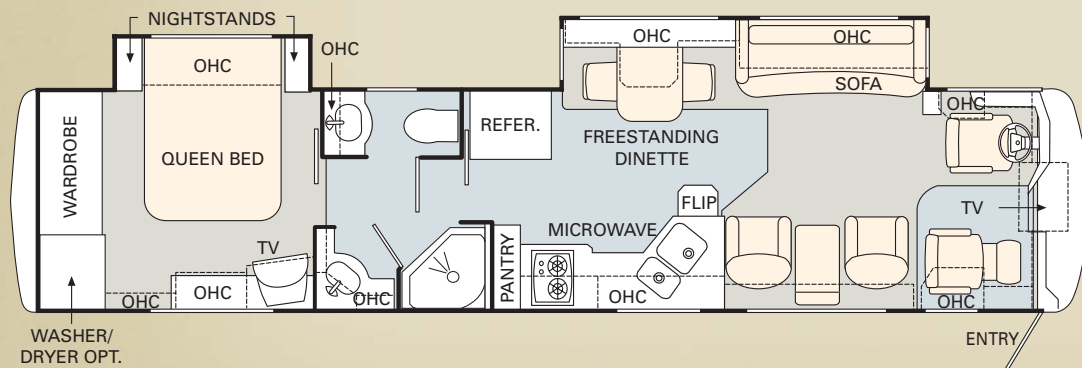 NIGHTSTANDS
OHC
OHC
OHC
OHC
SOFA
OHC
WARDROBE
QUEEN BED
REFER.
FREESTANDING
DINETTE
FLIP
TV
MICROWAVE
TV
PANTRY
OHC
OHC
OHC
OHC
OHC
WASHER/
DRYER OPT.
ENTRY